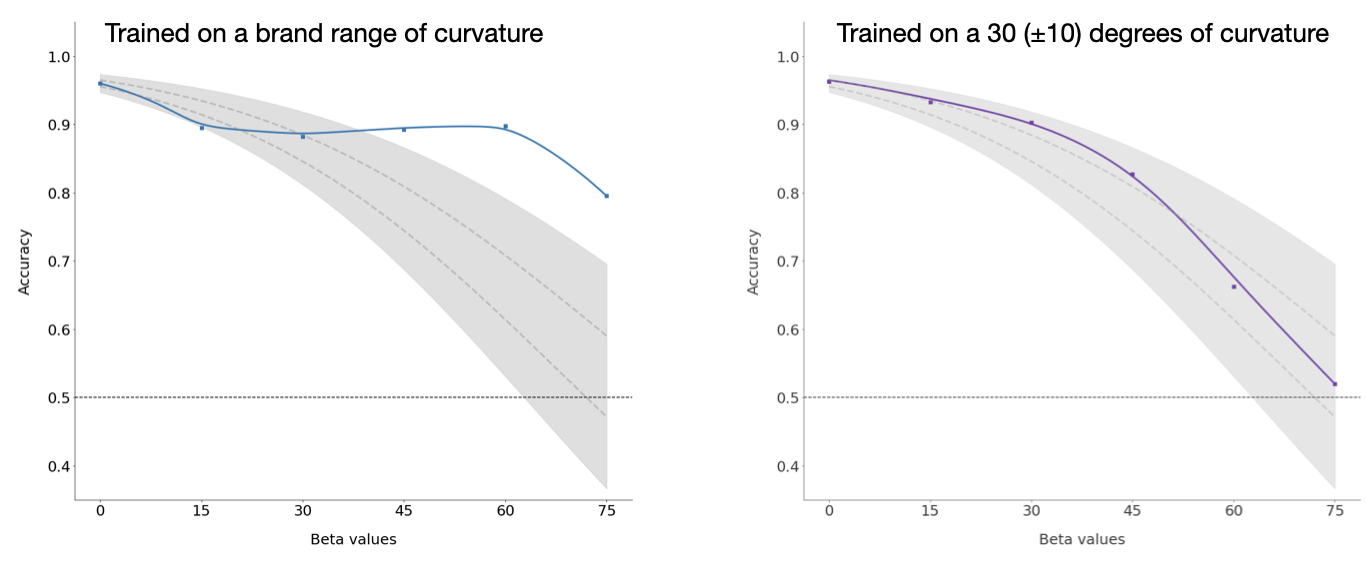 Trained on a brand range of curvature
1.0
0.9
0.8
0.7
0.6
0.5
0.4
Accuracy
0 15 30 45 60 75
Beta values
Trained on a 30 (±10) degrees of curvature
1.0
0.9
0.8
0.7
0.6
0.5
0.4
Accuracy
0 15 30 45 60 75
Beta values